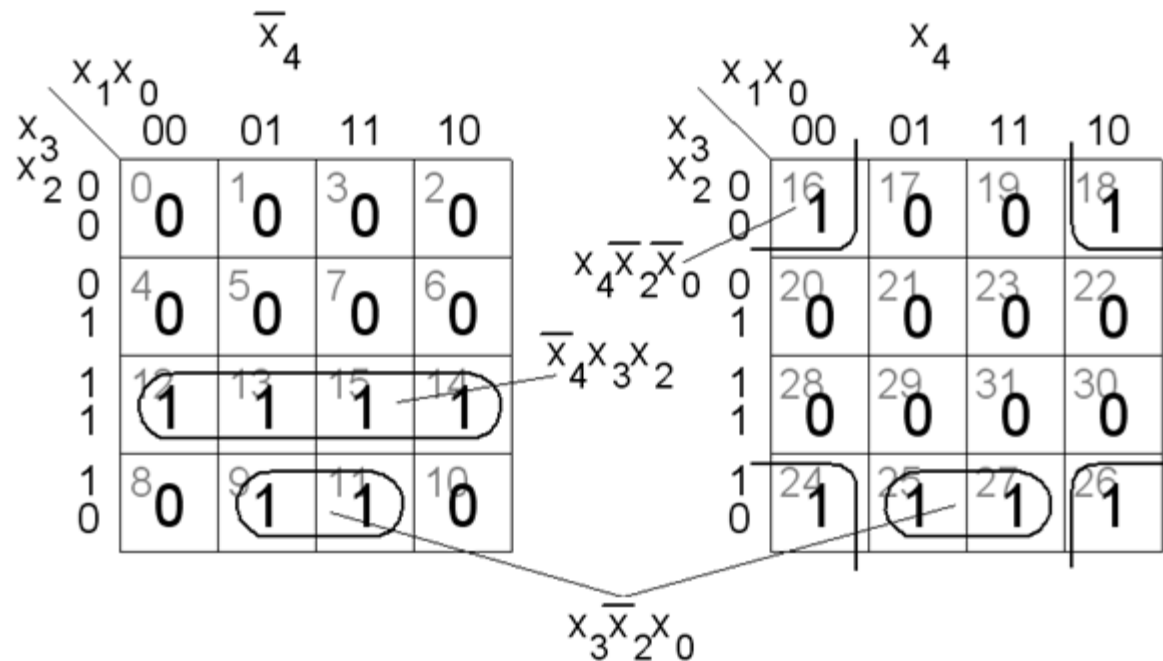 x̅₄ x₄
x₁x₀ x₁x₀
x₃ 00 01 11 10 x₃ 00 01 11 10
x₂ 0 0 0 0 1 0 3 0 2 0 x₂ 0 0 16 1 17 0 19 0 18 1
x₄x̅₂x̅₀
0 1 4 0 5 0 7 0 6 0 0 1 20 0 21 0 23 0 22 0
x̅₄x₃x₂
1 1 12 1 13 1 15 1 14 1 1 1 28 0 29 0 31 0 30 0
1 0 8 0 9 1 11 1 10 0 1 0 24 1 25 1 27 1 26 1
x₃x̅₂x₀